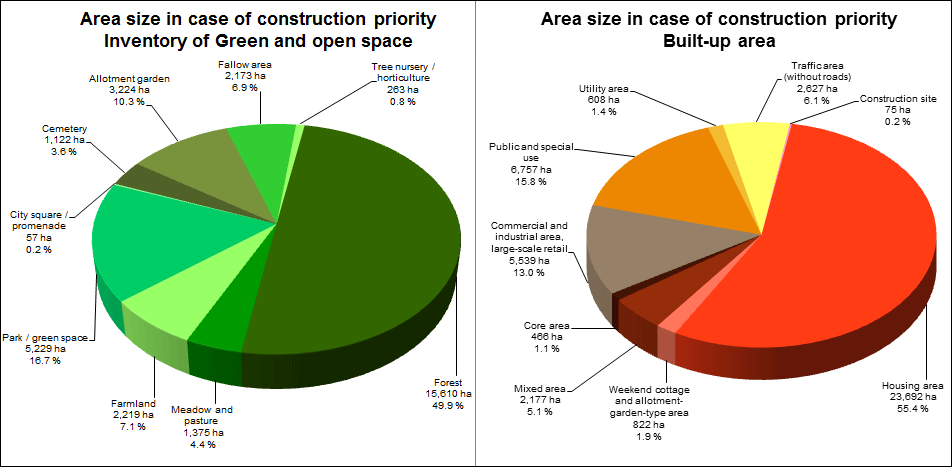 Area size in case of construction priority
Inventory of Green and open space
Fallow area
2,173 ha
6.9 %
Tree nursery /
horticulture
263 ha
0.8 %
Allotment garden
3,224 ha
10.3 %
Cemetery
1,122 ha
3.6 %
City square /
promenade
57 ha
0.2 %
Park / green space
5,229 ha
16.7 %
Farmland
2,219 ha
7.1 %
Meadow and
pasture
1,375 ha
4.4 %
Forest
15,610 ha
49.9 %
Area size in case of construction priority
Built-up area
Traffic area
(without roads)
2,627 ha
6.1 %
Utility area
608 ha
1.4 %
Construction site
75 ha
0.2 %
Public and special
use
6,757 ha
15.8 %
Commercial and
industrial area,
large-scale retail
5,539 ha
13.0 %
Core area
466 ha
1.1 %
Mixed area
2,177 ha
5.1 %
Weekend cottage
and allotment-
garden-type area
822 ha
1.9 %
Housing area
23,692 ha
55.4 %